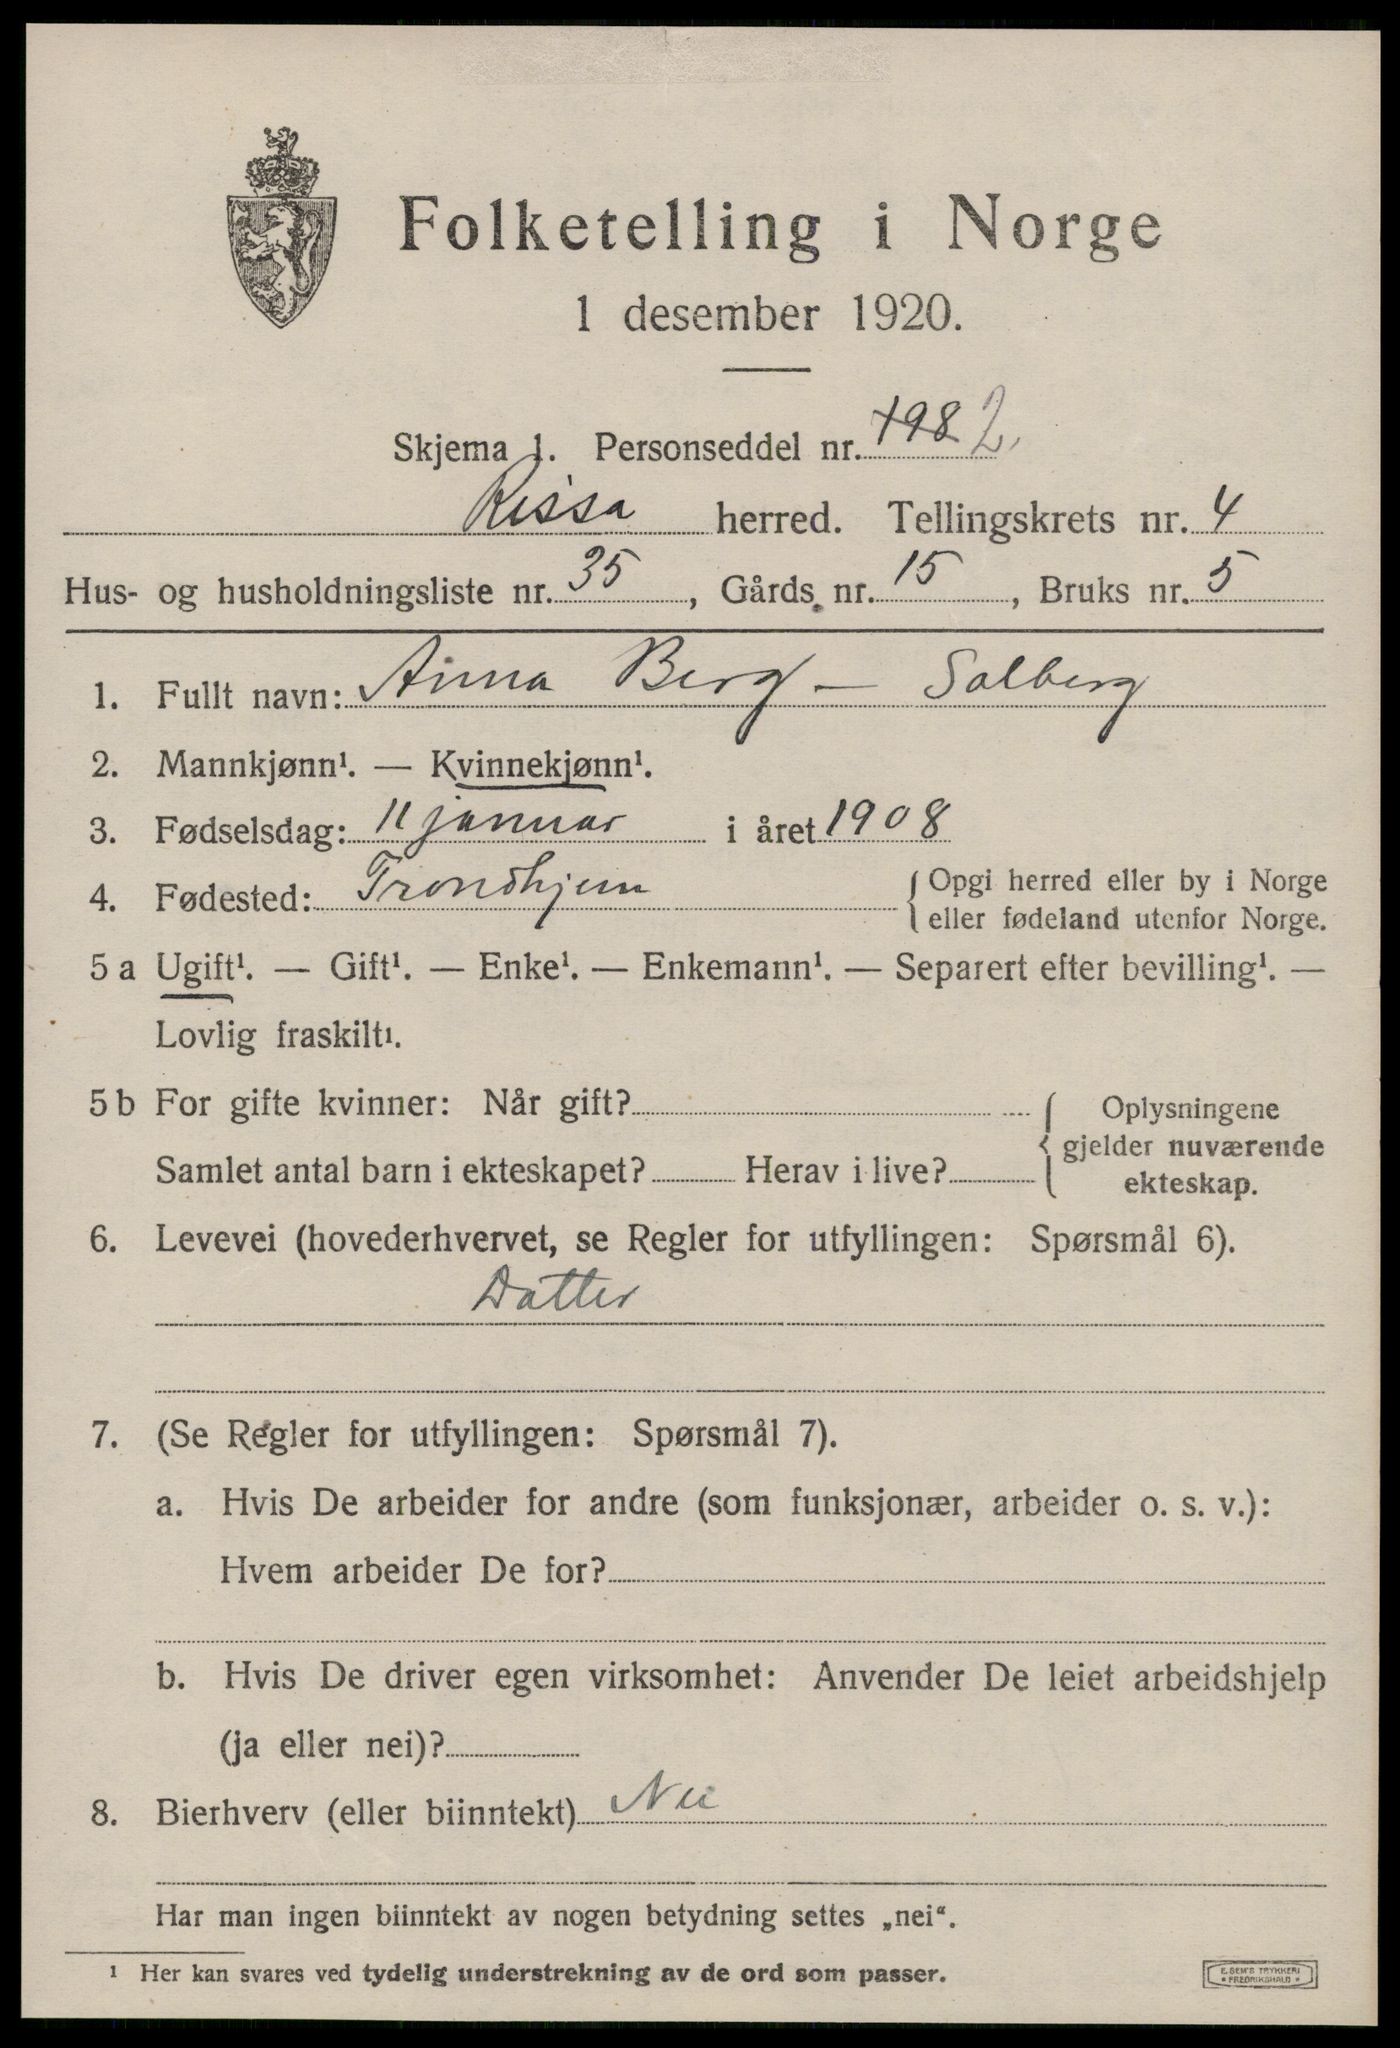 Folketelling i Norge
1 desember 1920.
Skjema 1. Personseddel nr. 198 2.
Rissa herred. Tellingskrets nr. 4
Hus- og husholdningsliste nr. 35, Gårds nr. 15, Bruks nr. 5
1. Fullt navn: Anna Berg — Solberg
2. Mannkjønn¹. — Kvinnekjønn¹.
3. Fødselsdag: 11 januar i året 1908
4. Fødested: Trondhjem { Opgi herred eller by i Norge
eller fødeland utenfor Norge.
5 a Ugift¹. — Gift¹. — Enke¹. — Enkemann¹. — Separert efter bevilling¹. —
Lovlig fraskilt¹.
5 b For gifte kvinner: Når gift? { Oplysningene
gjelder nuværende
Samlet antal barn i ekteskapet? Herav i live? ekteskap.
6. Levevei (hovederhvervet, se Regler for utfyllingen: Spørsmål 6).
Datter
7. (Se Regler for utfyllingen: Spørsmål 7).
a. Hvis De arbeider for andre (som funksjonær, arbeider o. s. v.):
Hvem arbeider De for?
b. Hvis De driver egen virksomhet: Anvender De leiet arbeidshjelp
(ja eller nei)?
8. Bierhverv (eller biinntekt) Nei
Har man ingen biinntekt av nogen betydning settes „nei“.
¹ Her kan svares ved tydelig understrekning av de ord som passer.
E. SEM'S TRYKKERI
* FREDRIKSHALD *